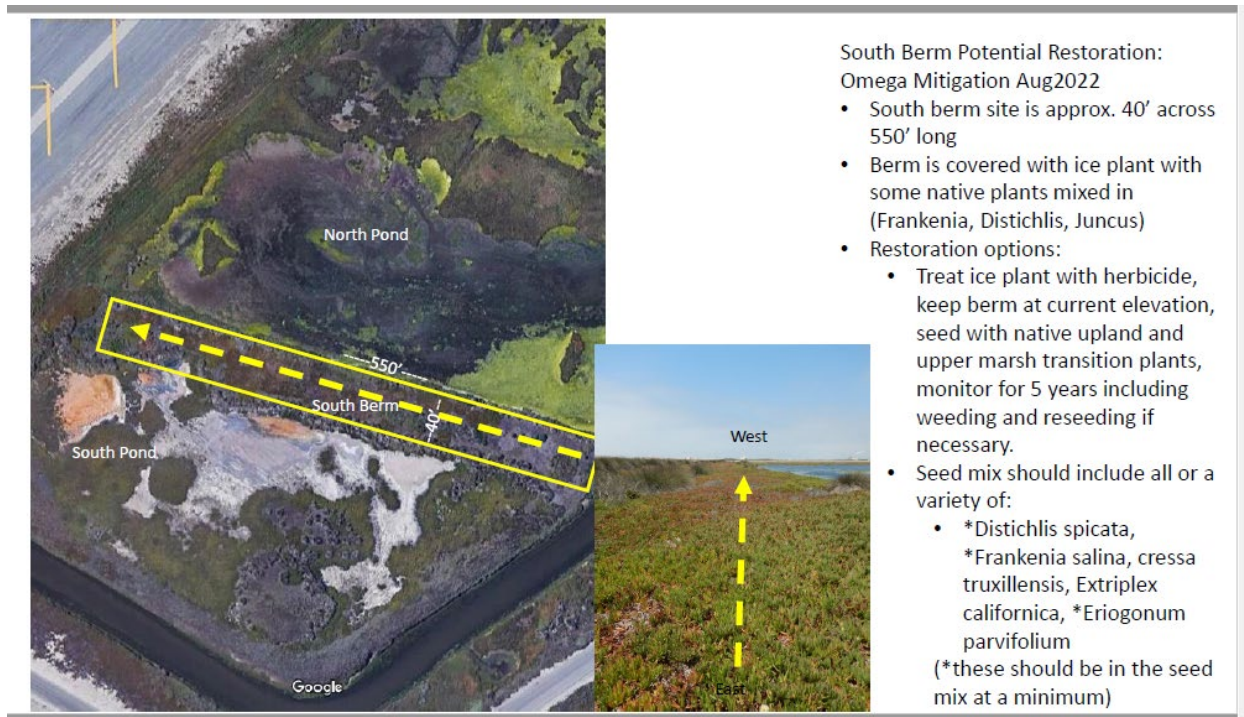 South Berm Potential Restoration:
Omega Mitigation Aug2022
• South berm site is approx. 40' across
550' long
• Berm is covered with ice plant with
some native plants mixed in
(Frankenia, Distichlis, Juncus)
• Restoration options:
• Treat ice plant with herbicide,
keep berm at current elevation,
seed with native upland and
upper marsh transition plants,
monitor for 5 years including
weeding and reseeding if
necessary.
• Seed mix should include all or a
variety of:
• *Distichlis spicata,
*Frankenia salina, cressa
truxillensis, Extriplex
californica, *Eriogonum
parvifolium
(*these should be in the seed
mix at a minimum)
North Pond
-----550'------
South Berm
--40'--
South Pond
Google
West
East